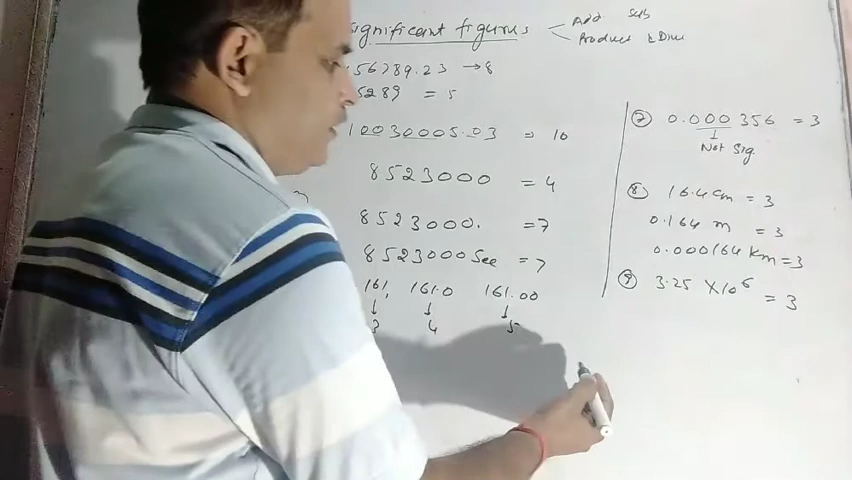 Significant figures
Add Sub
Product & Divi
.56789.23 → 8
5289 = 5
10030005.03 = 10
8523000 = 4
8523000. = 7
8523000 Sec = 7
161, 161.0 161.00
↓ ↓ ↓
3 4 5
⑦ 0.000356 = 3
↓
Not Sig.
⑧ 16.4 cm = 3
0.164 m = 3
0.000164 Km = 3
⑨ 3.25 × 10⁶ = 3